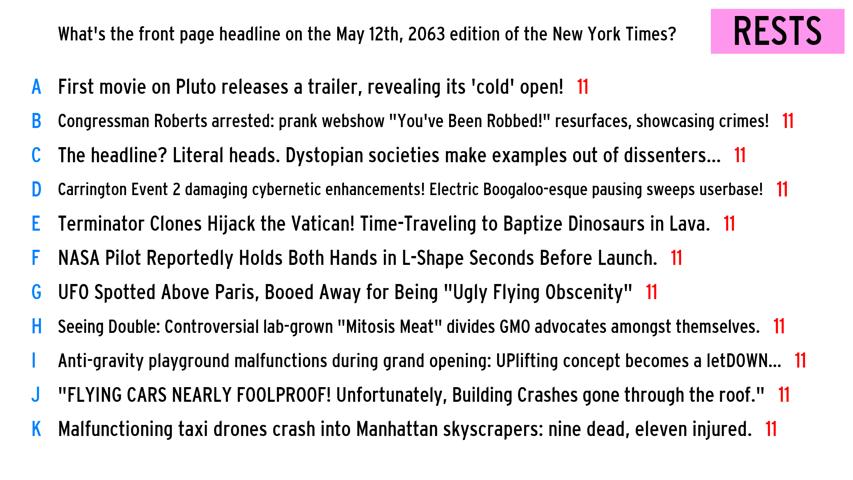 What's the front page headline on the May 12th, 2063 edition of the New York Times?
RESTS
A First movie on Pluto releases a trailer, revealing its 'cold' open! 11
B Congressman Roberts arrested: prank webshow "You've Been Robbed!" resurfaces, showcasing crimes! 11
C The headline? Literal heads. Dystopian societies make examples out of dissenters... 11
D Carrington Event 2 damaging cybernetic enhancements! Electric Boogaloo-esque pausing sweeps userbase! 11
E Terminator Clones Hijack the Vatican! Time-Traveling to Baptize Dinosaurs in Lava. 11
F NASA Pilot Reportedly Holds Both Hands in L-Shape Seconds Before Launch. 11
G UFO Spotted Above Paris, Booed Away for Being "Ugly Flying Obscenity" 11
H Seeing Double: Controversial lab-grown "Mitosis Meat" divides GMO advocates amongst themselves. 11
I Anti-gravity playground malfunctions during grand opening: UPlifting concept becomes a letDOWN... 11
J "FLYING CARS NEARLY FOOLPROOF! Unfortunately, Building Crashes gone through the roof." 11
K Malfunctioning taxi drones crash into Manhattan skyscrapers: nine dead, eleven injured. 11